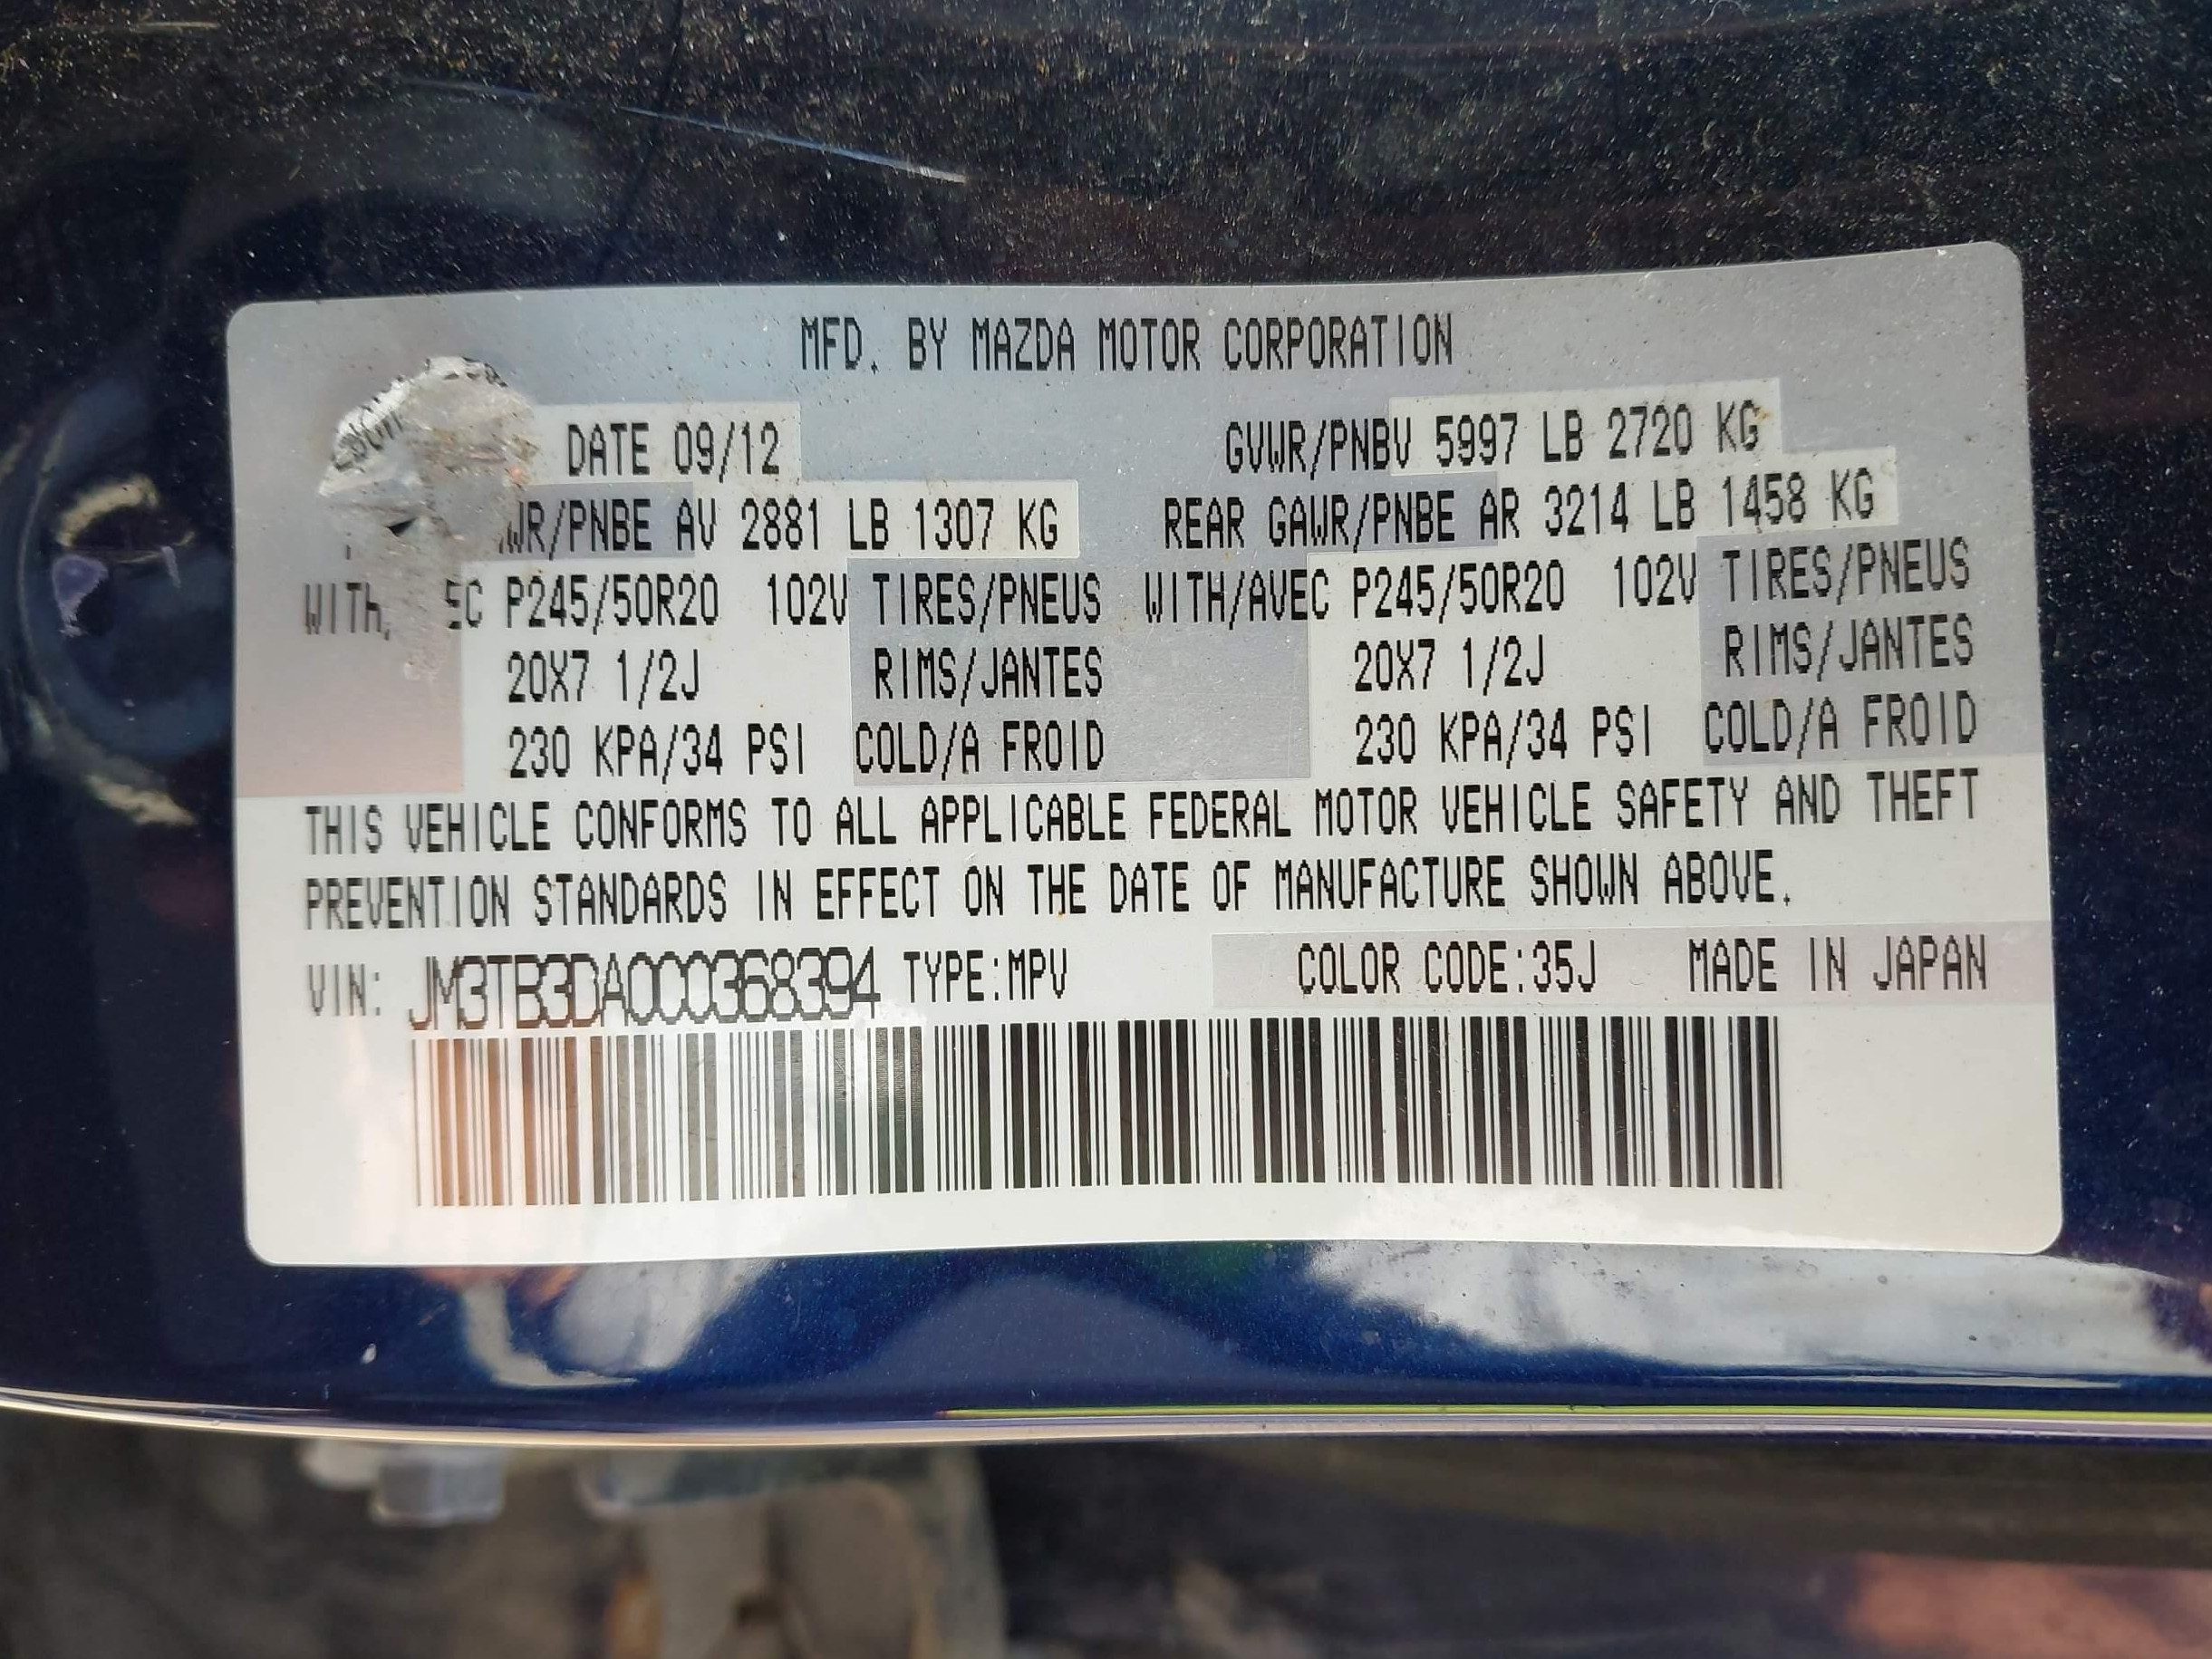 MFD. BY MAZDA MOTOR CORPORATION
DATE 09/12 GVWR/PNBV 5997 LB 2720 KG
WR/PNBE AV 2881 LB 1307 KG REAR GAWR/PNBE AR 3214 LB 1458 KG
WITH P245/50R20 102V TIRES/PNEUS WITH/AVEC P245/50R20 102V TIRES/PNEUS
20X7 1/2J RIMS/JANTES 20X7 1/2J RIMS/JANTES
230 KPA/34 PSI COLD/A FROID 230 KPA/34 PSI COLD/A FROID
THIS VEHICLE CONFORMS TO ALL APPLICABLE FEDERAL MOTOR VEHICLE SAFETY AND THEFT
PREVENTION STANDARDS IN EFFECT ON THE DATE OF MANUFACTURE SHOWN ABOVE.
VIN: JM3TB3DA0C0368394 TYPE:MPV COLOR CODE:35J MADE IN JAPAN